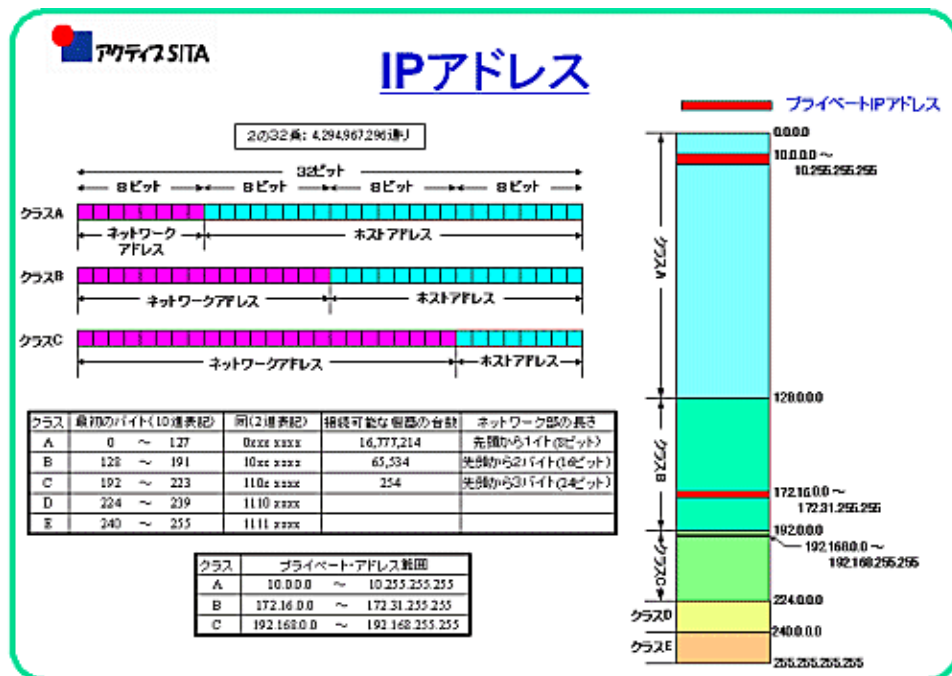 アクティスSITA
IPアドレス
プライベートIPアドレス
2の32乗: 4,294,967,296通り
32ビット
8ビット 8ビット 8ビット 8ビット
クラスA
ネットワークアドレス ホストアドレス
クラスB
ネットワークアドレス ホストアドレス
クラスC
ネットワークアドレス ホストアドレス
クラス 最初のバイト(10進表記) 同(2進表記) 接続可能な機器の台数 ネットワーク部の長さ
A 0 ～ 127 0xxx xxxx 16,777,214 先頭から1イト(8ビット)
B 128 ～ 191 10xx xxxx 65,534 先頭から2バイト(16ビット)
C 192 ～ 223 110x xxxx 254 先頭から3バイト(24ビット)
D 224 ～ 239 1110 xxxx
E 240 ～ 255 1111 xxxx
クラス プライベート・アドレス範囲
A 10.0.0.0 ～ 10.255.255.255
B 172.16.0.0 ～ 172.31.255.255
C 192.168.0.0 ～ 192.168.255.255
0.0.0.0
10.0.0.0 ～
10.255.255.255
クラスA
128.0.0.0
クラスB
172.16.0.0 ～
172.31.255.255
192.0.0.0
192.168.0.0 ～
192.168.255.255
クラスC
224.0.0.0
クラスD
240.0.0.0
クラスE
255.255.255.255